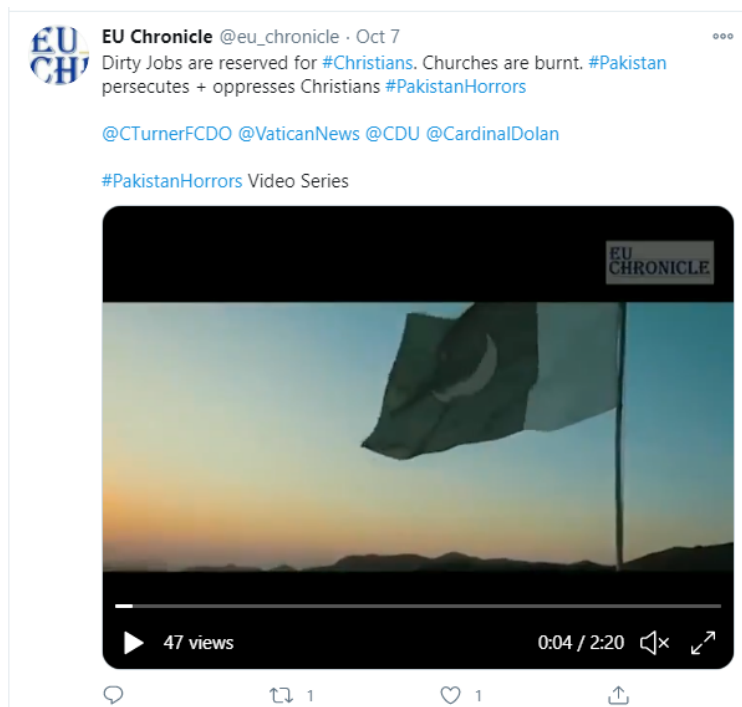 EU
CH
EU Chronicle @eu_chronicle · Oct 7
Dirty Jobs are reserved for #Christians. Churches are burnt. #Pakistan
persecutes + oppresses Christians #PakistanHorrors
@CTurnerFCDO @VaticanNews @CDU @CardinalDolan
#PakistanHorrors Video Series
EU
CHRONICLE
47 views
0:04 / 2:20
1
1